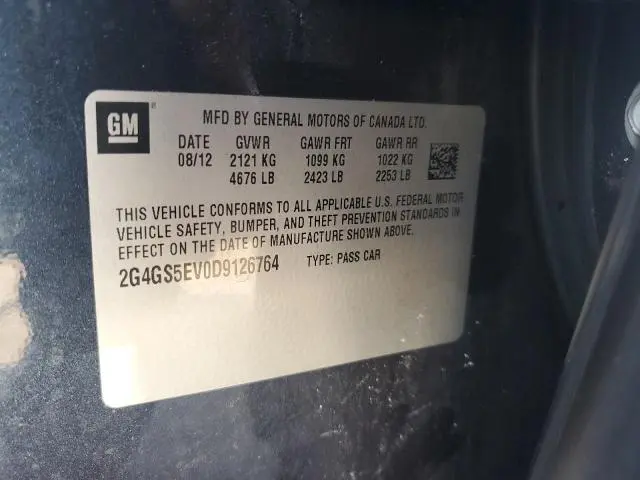 GM
MFD BY GENERAL MOTORS OF CANADA LTD.
DATE GVWR GAWR FRT GAWR RR
08/12 2121 KG 1099 KG 1022 KG
4676 LB 2423 LB 2253 LB
THIS VEHICLE CONFORMS TO ALL APPLICABLE U.S. FEDERAL MOTOR
VEHICLE SAFETY, BUMPER, AND THEFT PREVENTION STANDARDS IN
EFFECT ON THE DATE OF MANUFACTURE SHOWN ABOVE.
2G4GS5EV0D9126764 TYPE: PASS CAR